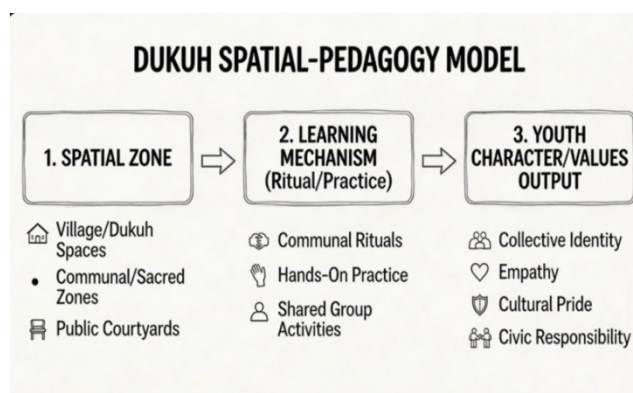 DUKUH SPATIAL-PEDAGOGY MODEL
1. SPATIAL ZONE
Village/Dukuh
Spaces
Communal/Sacred
Zones
Public Courtyards
2. LEARNING
MECHANISM
(Ritual/Practice)
Communal Rituals
Hands-On Practice
Shared Group
Activities
3. YOUTH
CHARACTER/VALUES
OUTPUT
Collective Identity
Empathy
Cultural Pride
Civic Responsibility